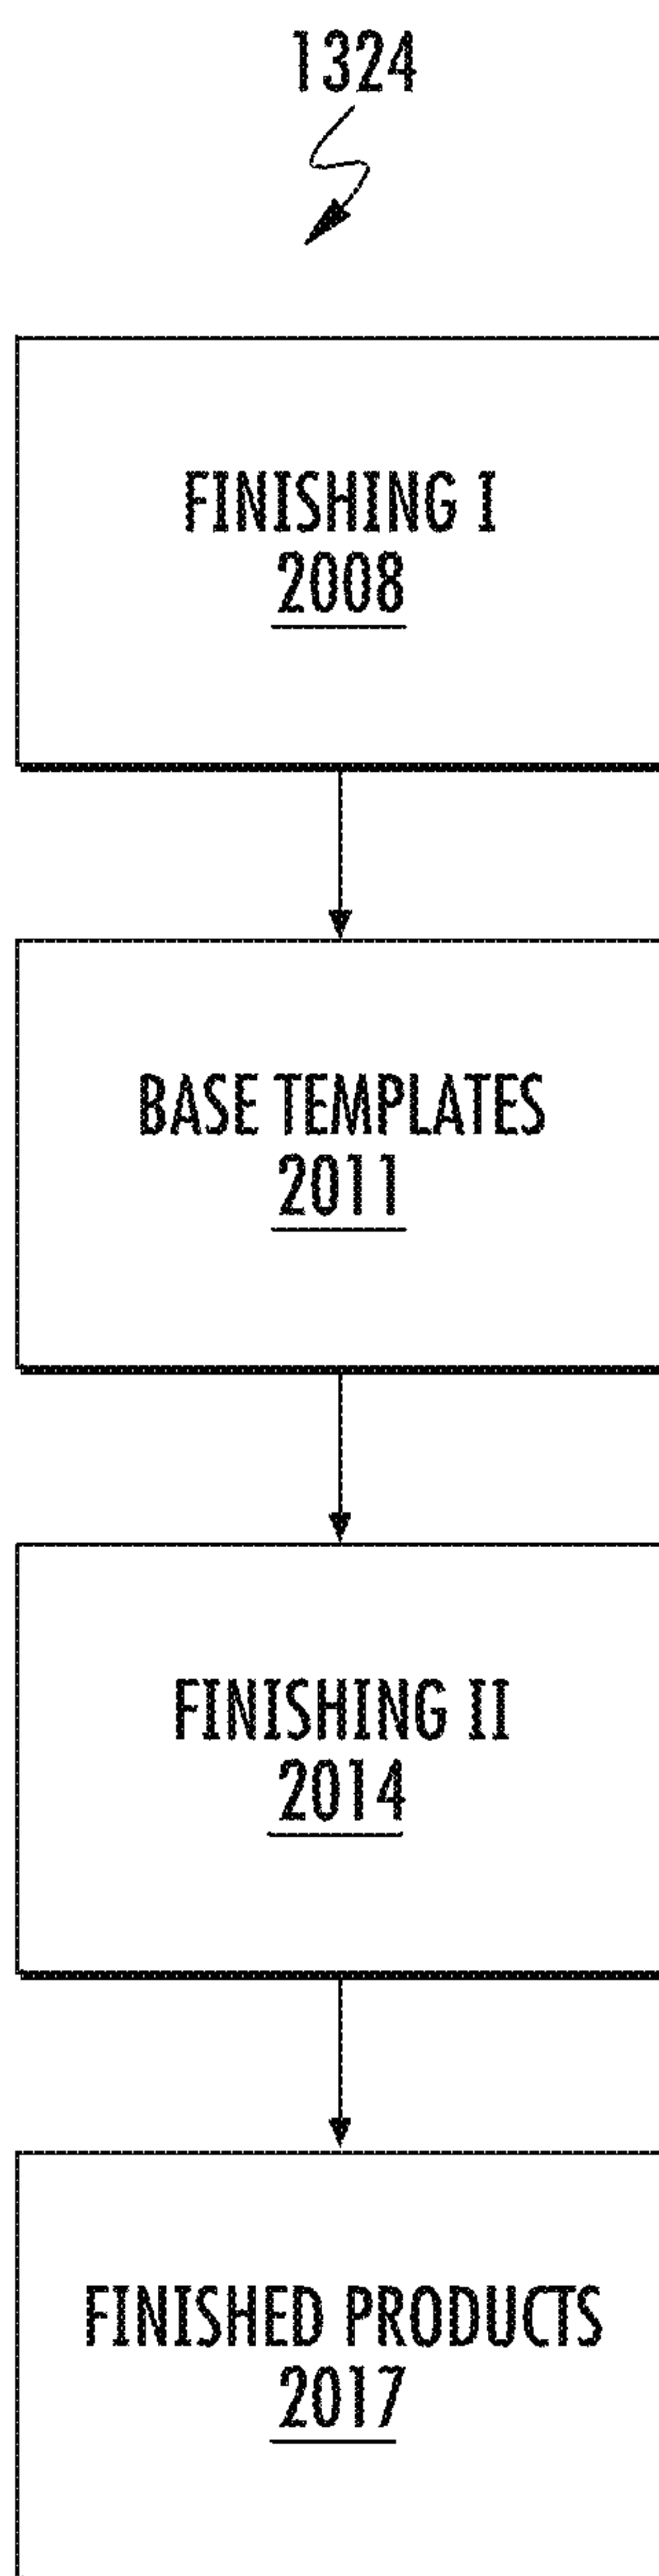 1324
FINISHING I
2008
BASE TEMPLATES
2011
FINISHING II
2014
FINISHED PRODUCTS
2017